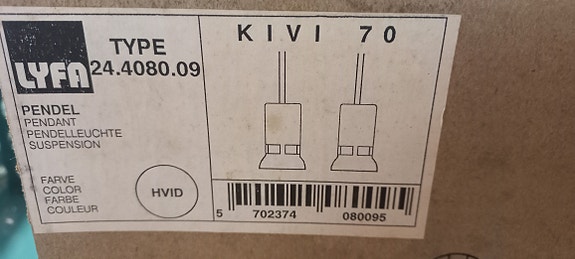 LYFA
TYPE
24.4080.09
PENDEL
PENDANT
PENDELLEUCHTE
SUSPENSION
FARVE
COLOR
FARBE
COULEUR
HVID
KIVI 70
5 702374 080095